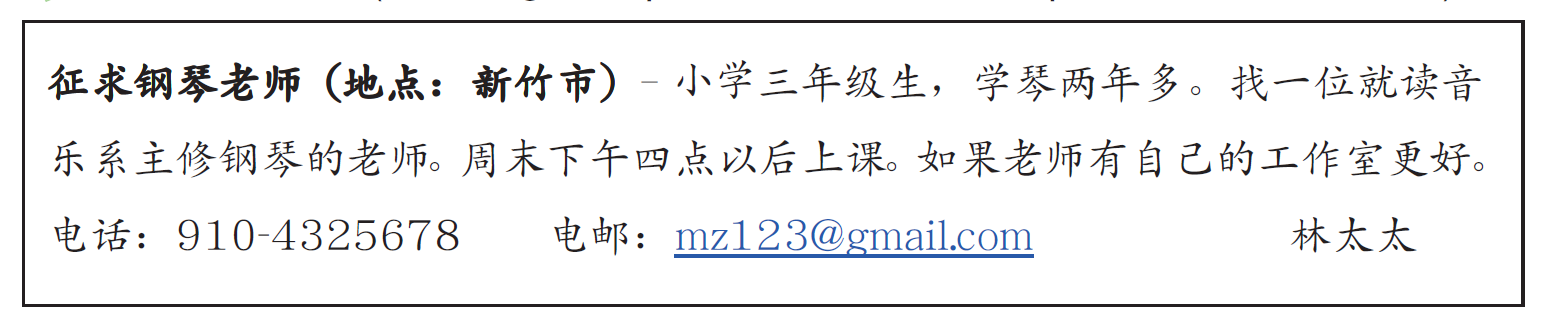 征求钢琴老师（地点：新竹市）- 小学三年级生，学琴两年多。找一位就读音
乐系主修钢琴的老师。周末下午四点以后上课。如果老师有自己的工作室更好。
电话：910-4325678 电邮：mz123@gmail.com 林太太